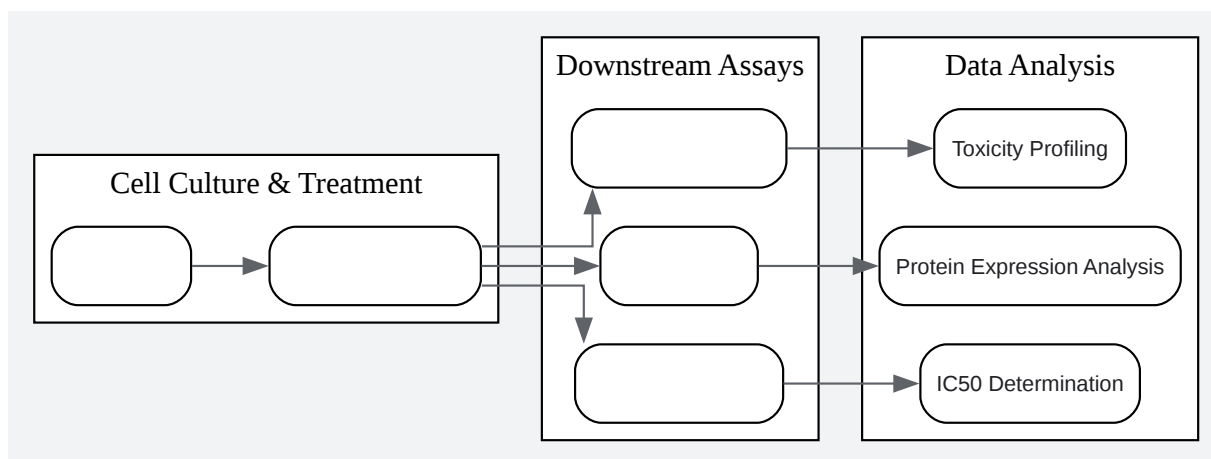 Cell Culture & Treatment
Downstream Assays
Data Analysis
Toxicity Profiling
Protein Expression Analysis
IC50 Determination